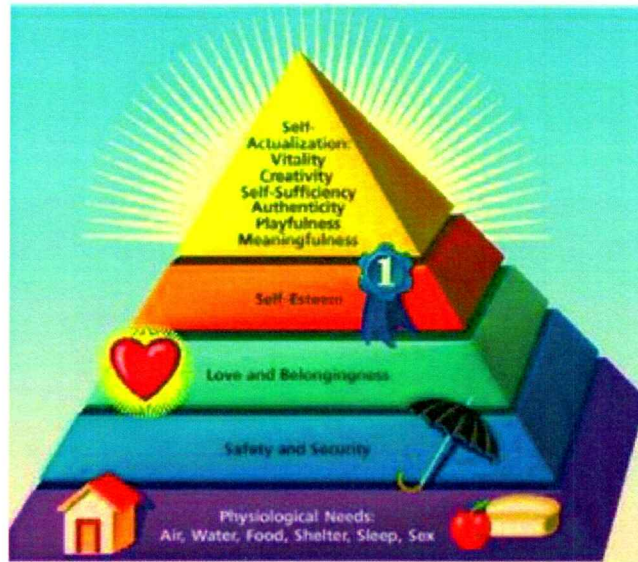 Self-
Actualization:
Vitality
Creativity
Self-Sufficiency
Authenticity
Playfulness
Meaningfulness
1
Self-Esteem
Love and Belongingness
Safety and Security
Physiological Needs:
Air, Water, Food, Shelter, Sleep, Sex